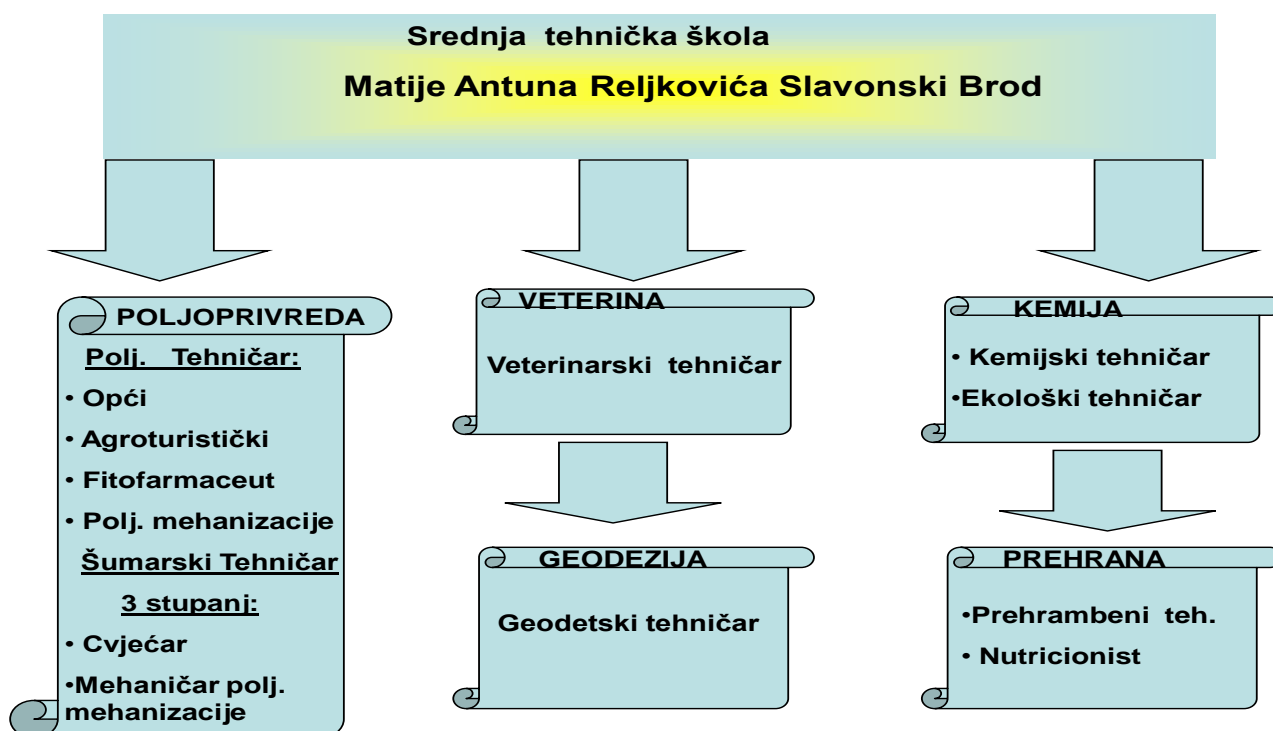 Srednja tehnička škola
Matije Antuna Reljkovića Slavonski Brod
POLJOPRIVREDA
Polj. Tehničar:
• Opći
• Agroturistički
• Fitofarmaceut
• Polj. mehanizacije
Šumarski Tehničar
3 stupanj:
• Cvjećar
•Mehaničar polj.
mehanizacije
VETERINA
Veterinarski tehničar
GEODEZIJA
Geodetski tehničar
KEMIJA
• Kemijski tehničar
•Ekološki tehničar
PREHRANA
•Prehrambeni teh.
• Nutricionist